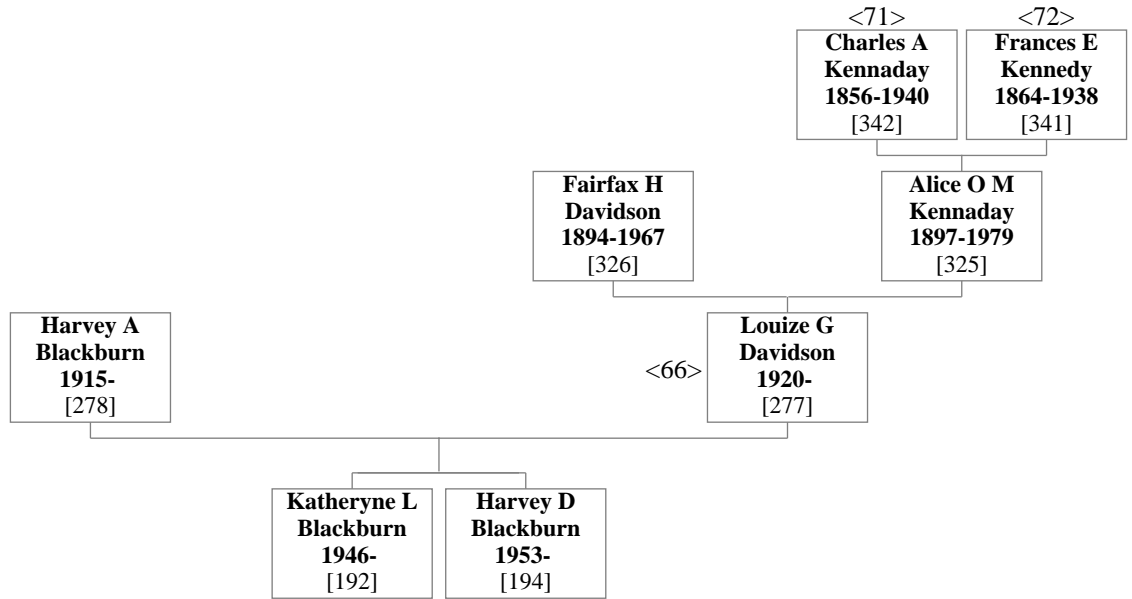 <71>
<72>
Charles A
Kennaday
1856-1940
[342]
Frances E
Kennedy
1864-1938
[341]
Fairfax H
Davidson
1894-1967
[326]
Alice O M
Kennaday
1897-1979
[325]
Harvey A
Blackburn
1915-
[278]
<66>
Louize G
Davidson
1920-
[277]
Katheryne L
Blackburn
1946-
[192]
Harvey D
Blackburn
1953-
[194]